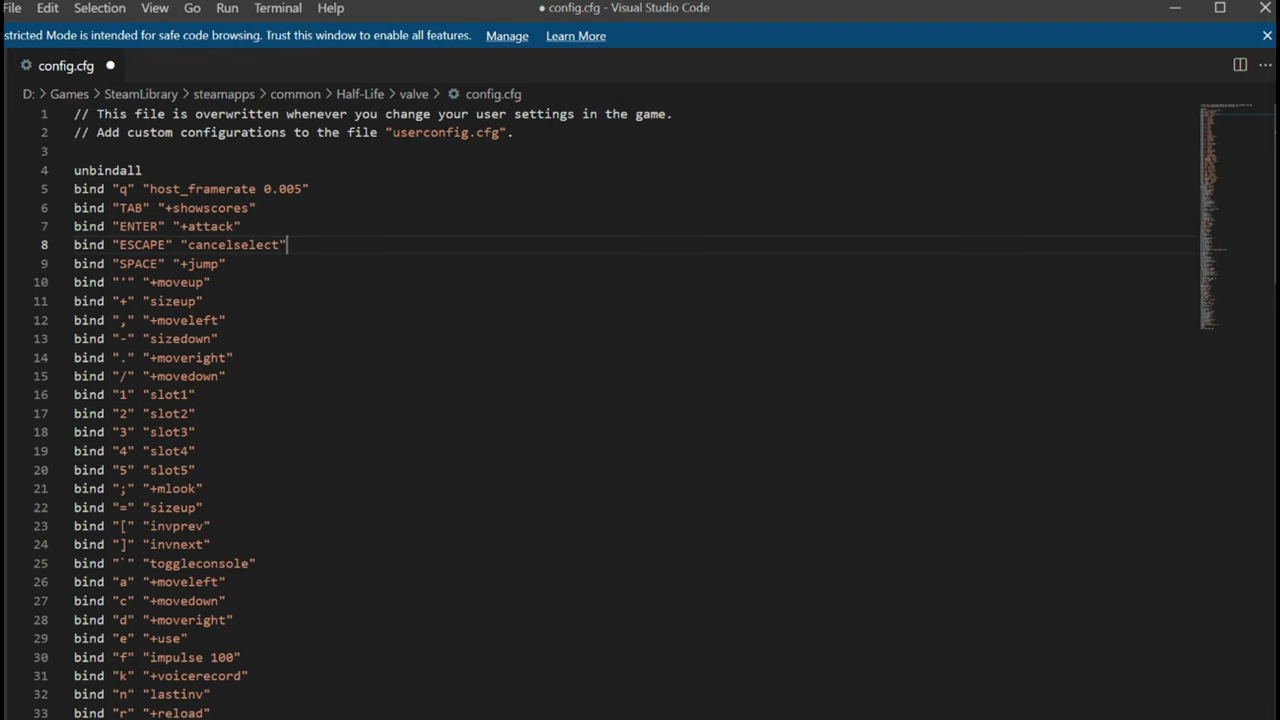 File Edit Selection View Go Run Terminal Help ● config.cfg - Visual Studio Code
stricted Mode is intended for safe code browsing. Trust this window to enable all features. Manage Learn More
config.cfg
D: > Games > SteamLibrary > steamapps > common > Half-Life > valve > config.cfg
1 // This file is overwritten whenever you change your user settings in the game.
2 // Add custom configurations to the file "userconfig.cfg".
3
4 unbindall
5 bind "q" "host_framerate 0.005"
6 bind "TAB" "+showscores"
7 bind "ENTER" "+attack"
8 bind "ESCAPE" "cancelselect"
9 bind "SPACE" "+jump"
10 bind "'" "+moveup"
11 bind "+" "sizeup"
12 bind "," "+moveleft"
13 bind "-" "sizedown"
14 bind "." "+moveright"
15 bind "/" "+movedown"
16 bind "1" "slot1"
17 bind "2" "slot2"
18 bind "3" "slot3"
19 bind "4" "slot4"
20 bind "5" "slot5"
21 bind ";" "+mlook"
22 bind "=" "sizeup"
23 bind "[" "invprev"
24 bind "]" "invnext"
25 bind "`" "toggleconsole"
26 bind "a" "+moveleft"
27 bind "c" "+movedown"
28 bind "d" "+moveright"
29 bind "e" "+use"
30 bind "f" "impulse 100"
31 bind "k" "+voicerecord"
32 bind "n" "lastinv"
33 bind "r" "+reload"